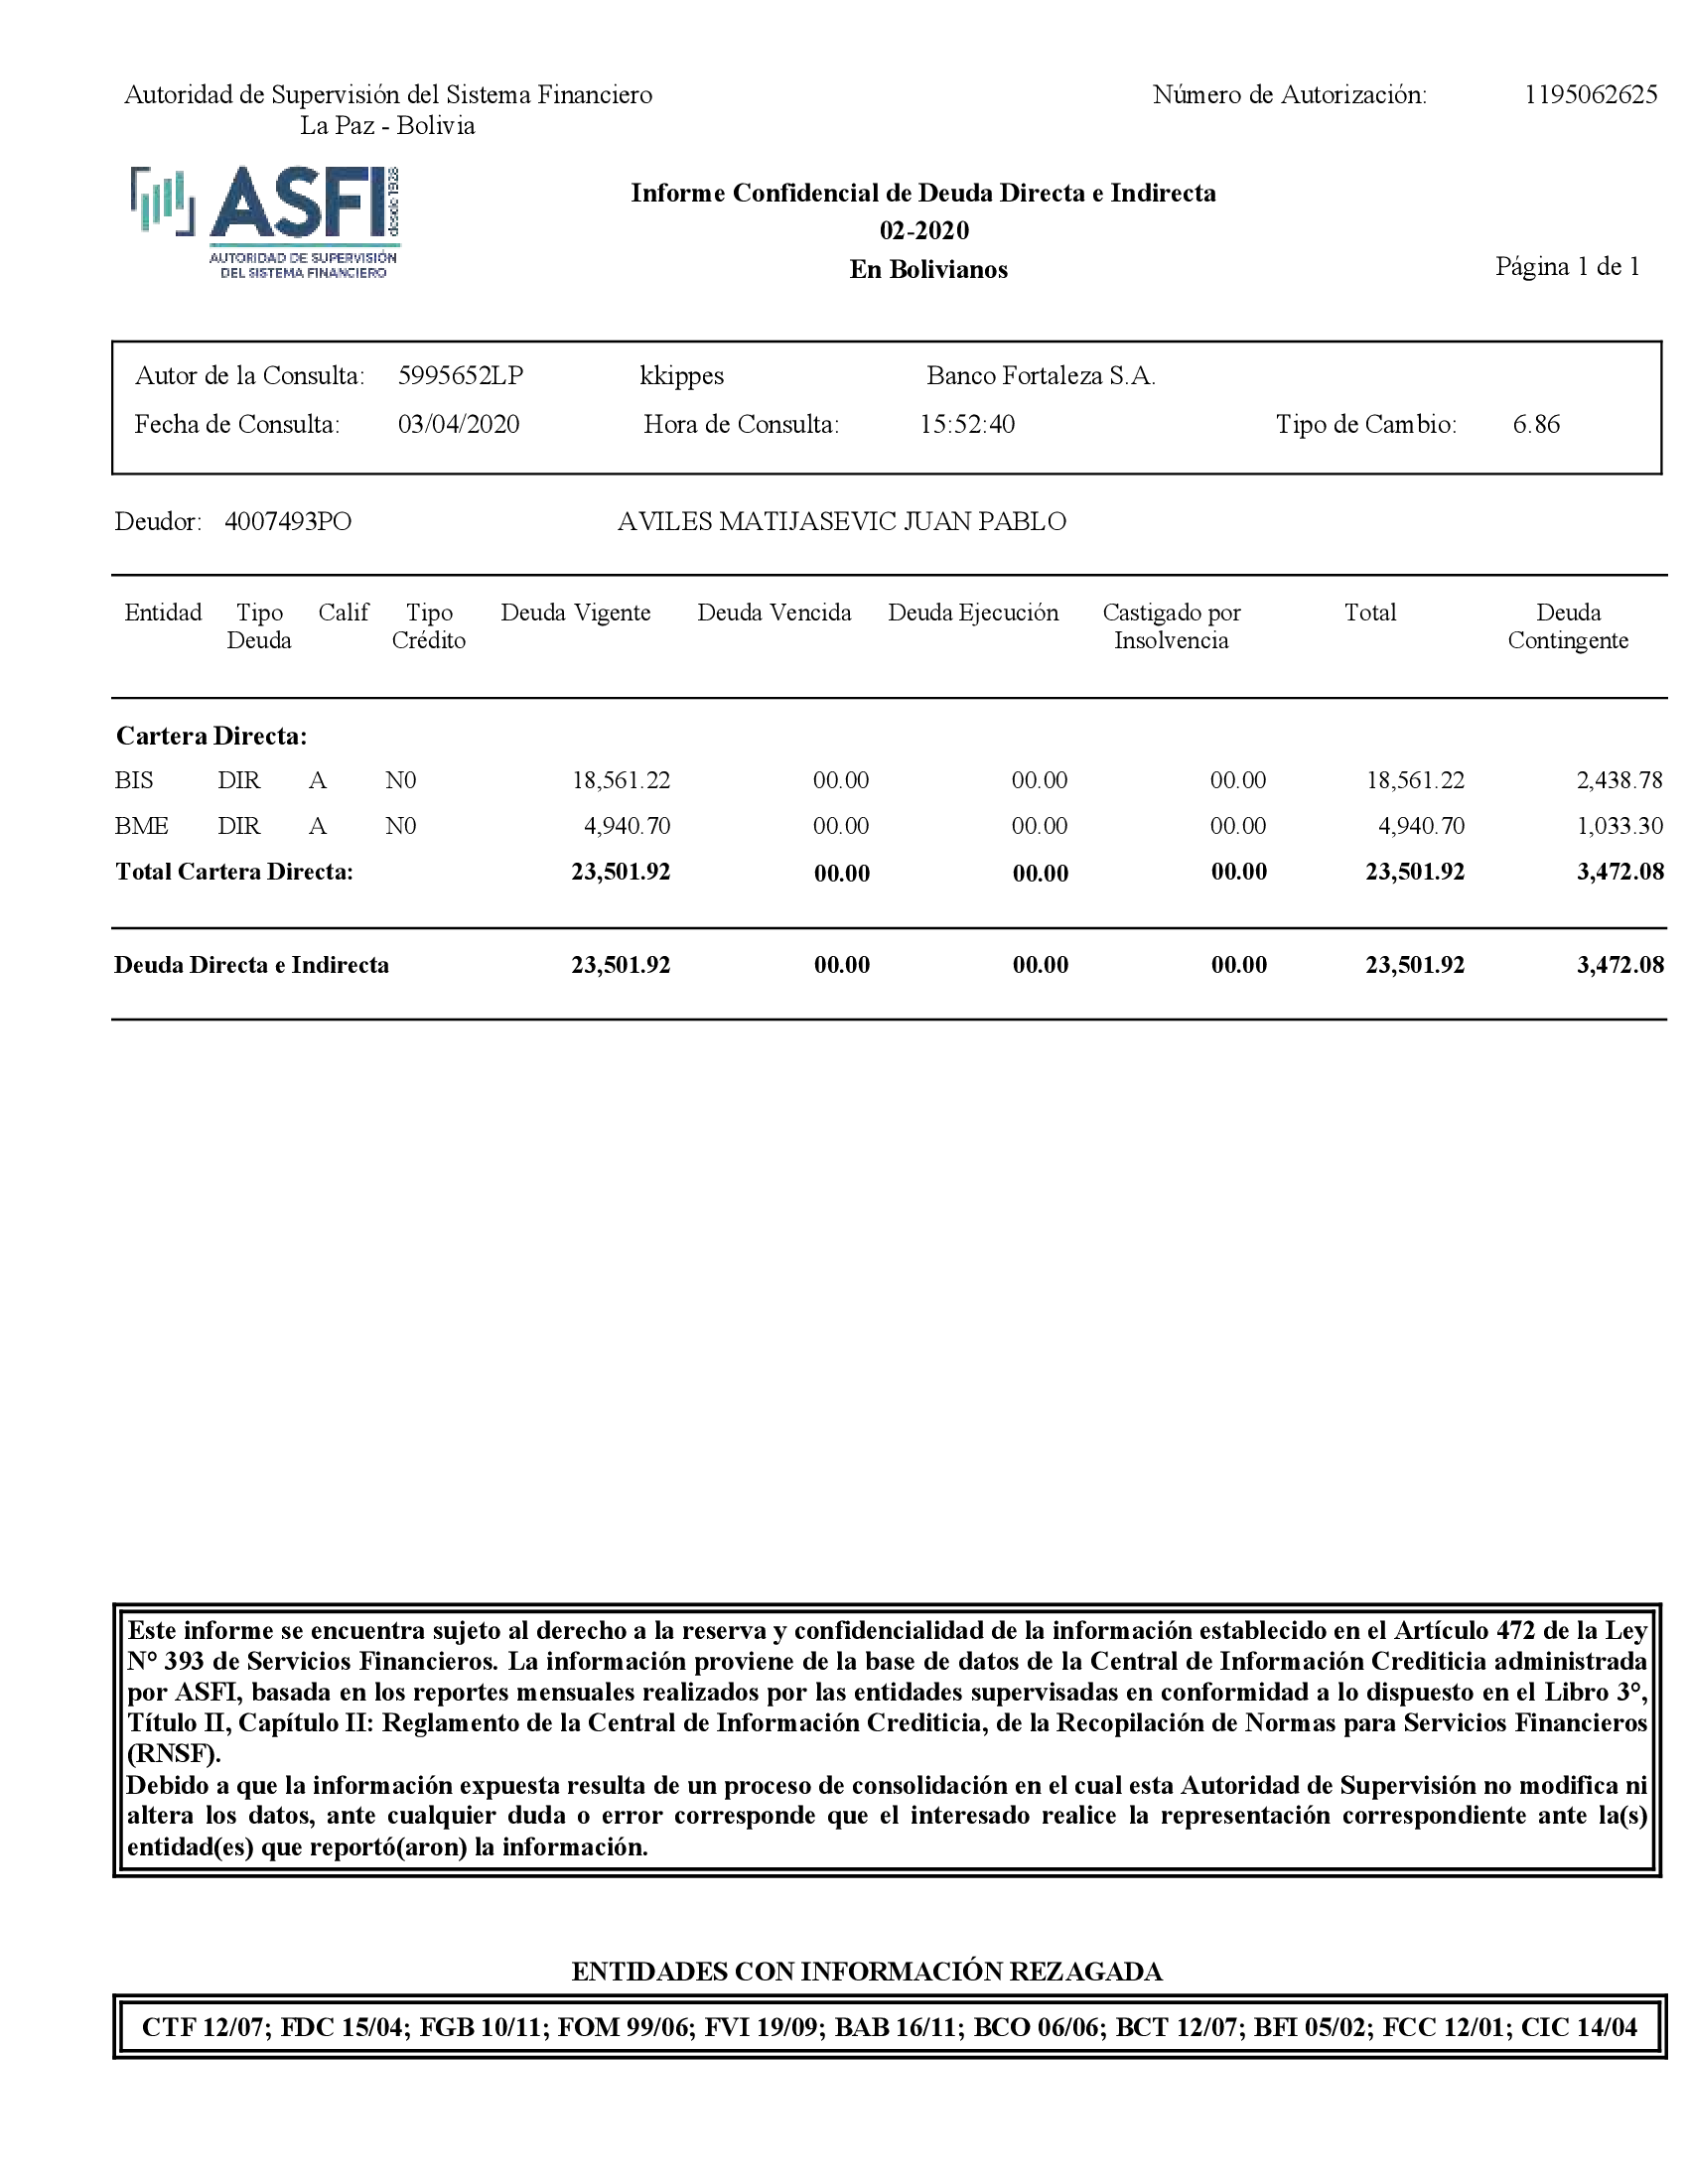 Autoridad de Supervisión del Sistema Financiero
La Paz - Bolivia
Número de Autorización: 1195062625
ASFI desde 1928
AUTORIDAD DE SUPERVISIÓN
DEL SISTEMA FINANCIERO
Informe Confidencial de Deuda Directa e Indirecta
02-2020
En Bolivianos
Página 1 de 1
Autor de la Consulta: 5995652LP kkippes Banco Fortaleza S.A.
Fecha de Consulta: 03/04/2020 Hora de Consulta: 15:52:40 Tipo de Cambio: 6.86
Deudor: 4007493PO AVILES MATIJASEVIC JUAN PABLO
Entidad Tipo Calif Tipo Deuda Vigente Deuda Vencida Deuda Ejecución Castigado por Total Deuda
Deuda Crédito Insolvencia Contingente
Cartera Directa:
BIS DIR A N0 18,561.22 00.00 00.00 00.00 18,561.22 2,438.78
BME DIR A N0 4,940.70 00.00 00.00 00.00 4,940.70 1,033.30
Total Cartera Directa: 23,501.92 00.00 00.00 00.00 23,501.92 3,472.08
Deuda Directa e Indirecta 23,501.92 00.00 00.00 00.00 23,501.92 3,472.08
Este informe se encuentra sujeto al derecho a la reserva y confidencialidad de la información establecido en el Artículo 472 de la Ley
N° 393 de Servicios Financieros. La información proviene de la base de datos de la Central de Información Crediticia administrada
por ASFI, basada en los reportes mensuales realizados por las entidades supervisadas en conformidad a lo dispuesto en el Libro 3°,
Título II, Capítulo II: Reglamento de la Central de Información Crediticia, de la Recopilación de Normas para Servicios Financieros
(RNSF).
Debido a que la información expuesta resulta de un proceso de consolidación en el cual esta Autoridad de Supervisión no modifica ni
altera los datos, ante cualquier duda o error corresponde que el interesado realice la representación correspondiente ante la(s)
entidad(es) que reportó(aron) la información.
ENTIDADES CON INFORMACIÓN REZAGADA
CTF 12/07; FDC 15/04; FGB 10/11; FOM 99/06; FVI 19/09; BAB 16/11; BCO 06/06; BCT 12/07; BFI 05/02; FCC 12/01; CIC 14/04